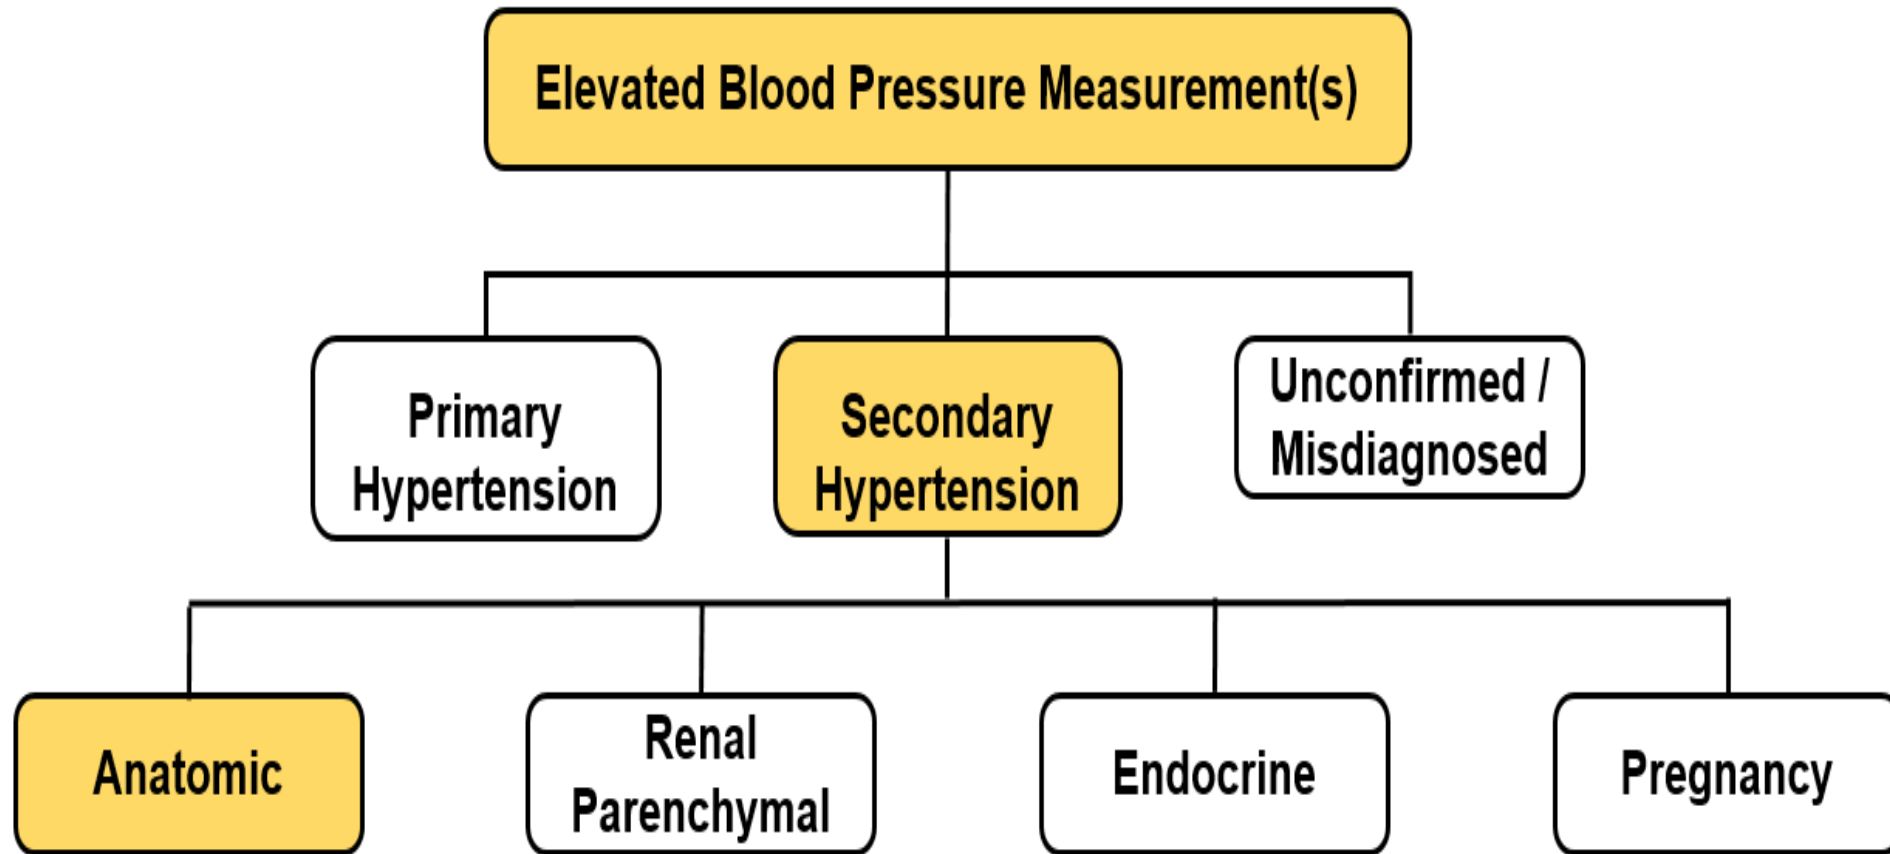 Elevated Blood Pressure Measurement(s)
Primary
Hypertension
Secondary
Hypertension
Unconfirmed /
Misdiagnosed
Anatomic
Renal
Parenchymal
Endocrine
Pregnancy